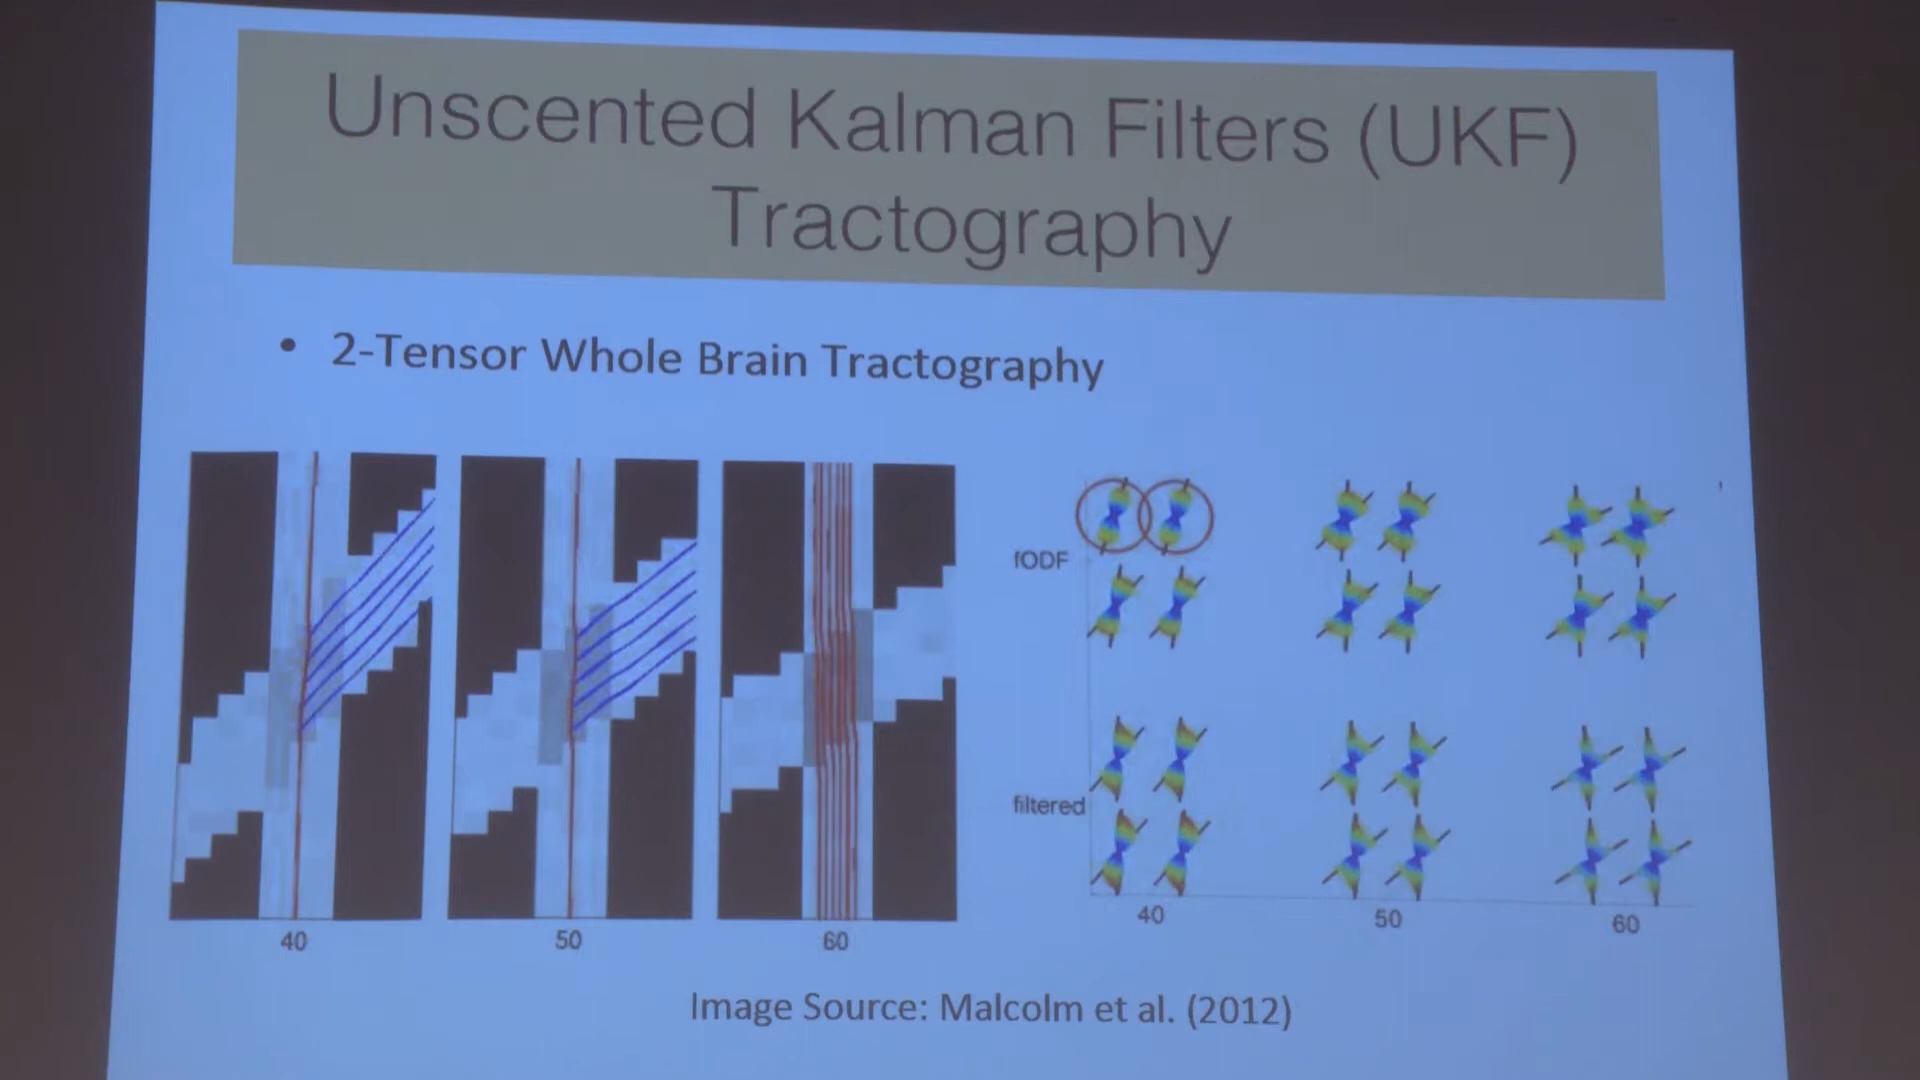 Unscented Kalman Filters (UKF)
Tractography
• 2-Tensor Whole Brain Tractography
40
50
60
fODF
filtered
40
50
60
Image Source: Malcolm et al. (2012)